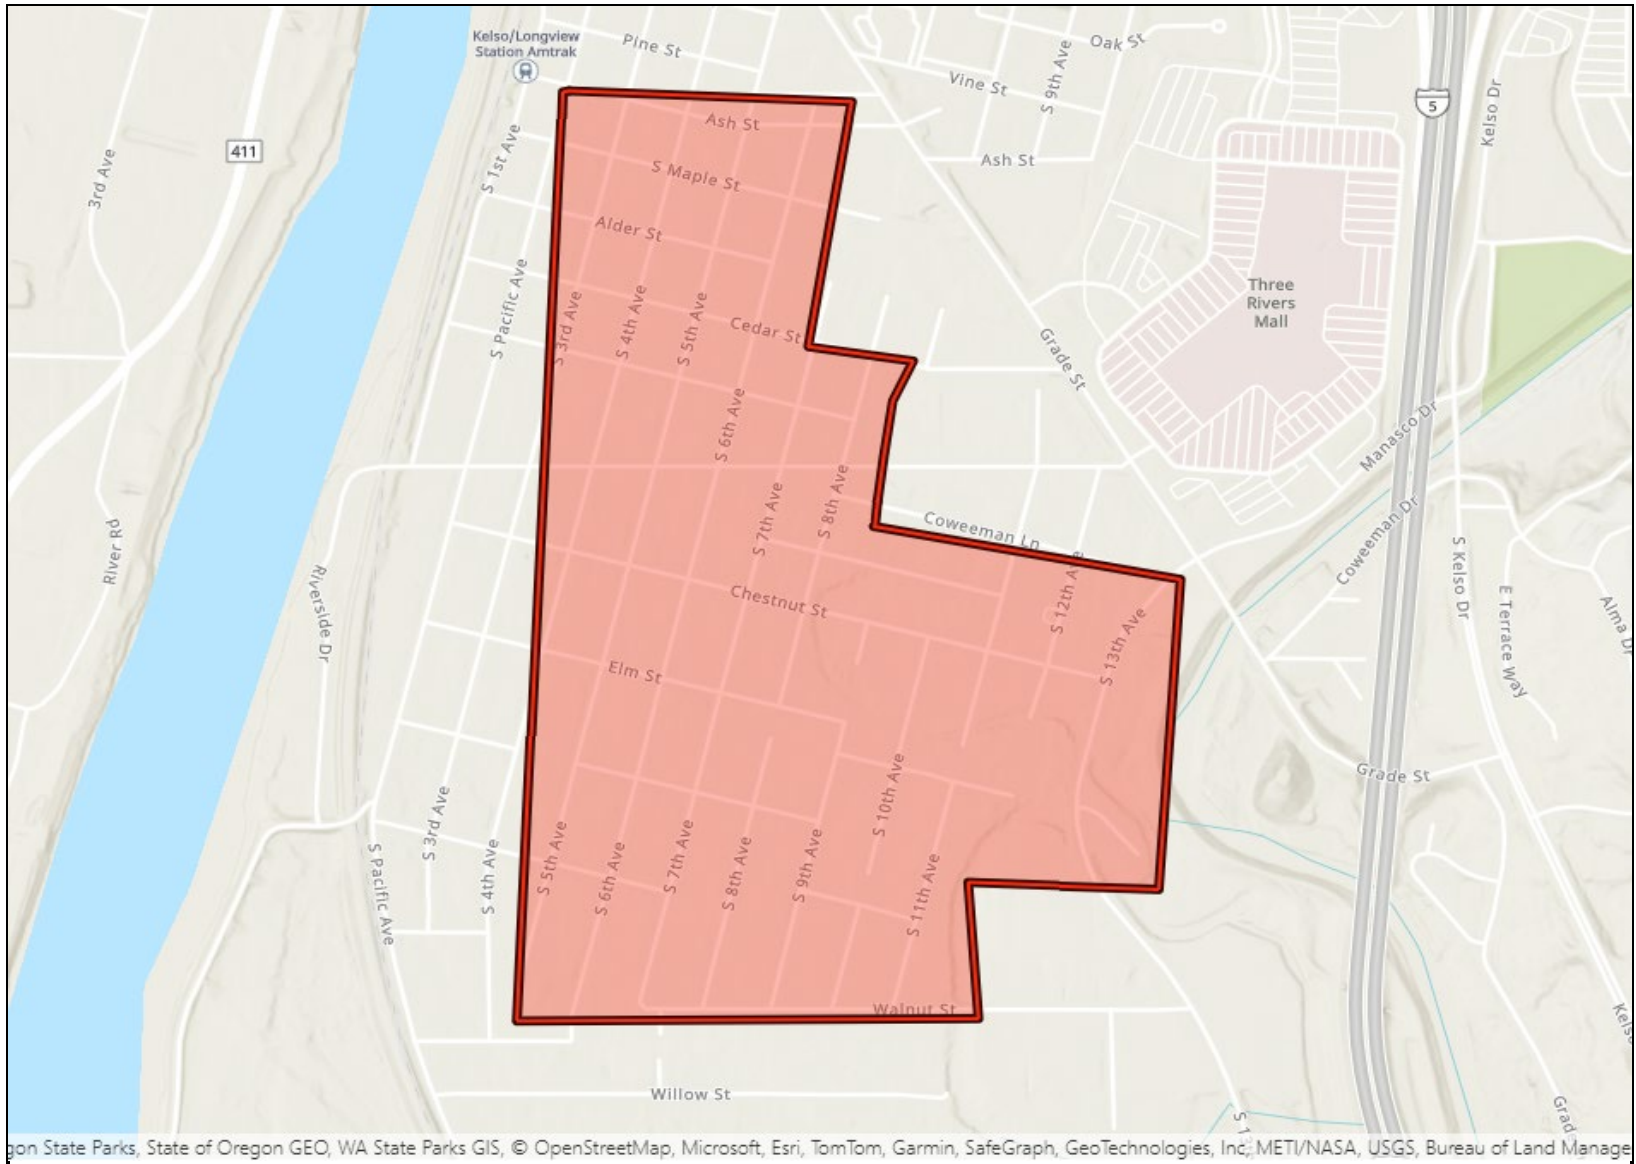 Kelso/Longview
Station Amtrak
Pine St
Oak St
Vine St
S 9th Ave
Kelso Dr
5
411
3rd Ave
S 1st Ave
Ash St
Ash St
S Maple St
Alder St
S Pacific Ave
S 3rd Ave
S 4th Ave
S 5th Ave
Cedar St
Three
Rivers
Mall
Grade St
S 6th Ave
Manasco Dr
S 7th Ave
S 8th Ave
Coweeman Ln
Coweeman Dr
River Rd
Riverside Dr
Chestnut St
S 12th Ave
S 13th Ave
S Kelso Dr
E Terrace Way
Alma Dr
Elm St
Grade St
S 10th Ave
S 3rd Ave
S 4th Ave
S Pacific Ave
S 5th Ave
S 6th Ave
S 7th Ave
S 8th Ave
S 9th Ave
S 11th Ave
Walnut St
Kelso
Willow St
S 13
Grad
gon State Parks, State of Oregon GEO, WA State Parks GIS, © OpenStreetMap, Microsoft, Esri, TomTom, Garmin, SafeGraph, GeoTechnologies, Inc, METI/NASA, USGS, Bureau of Land Manage